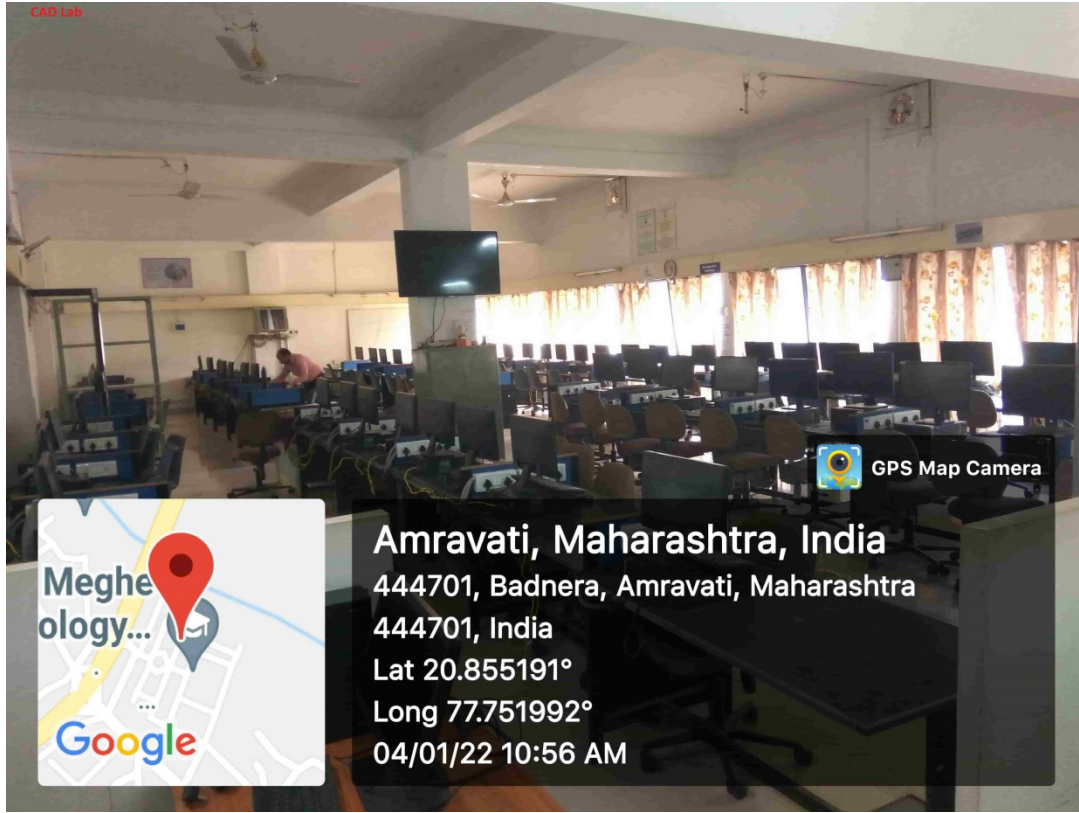 CAD Lab
GPS Map Camera
Meghe
ology...
...
Google
Amravati, Maharashtra, India
444701, Badnera, Amravati, Maharashtra
444701, India
Lat 20.855191°
Long 77.751992°
04/01/22 10:56 AM